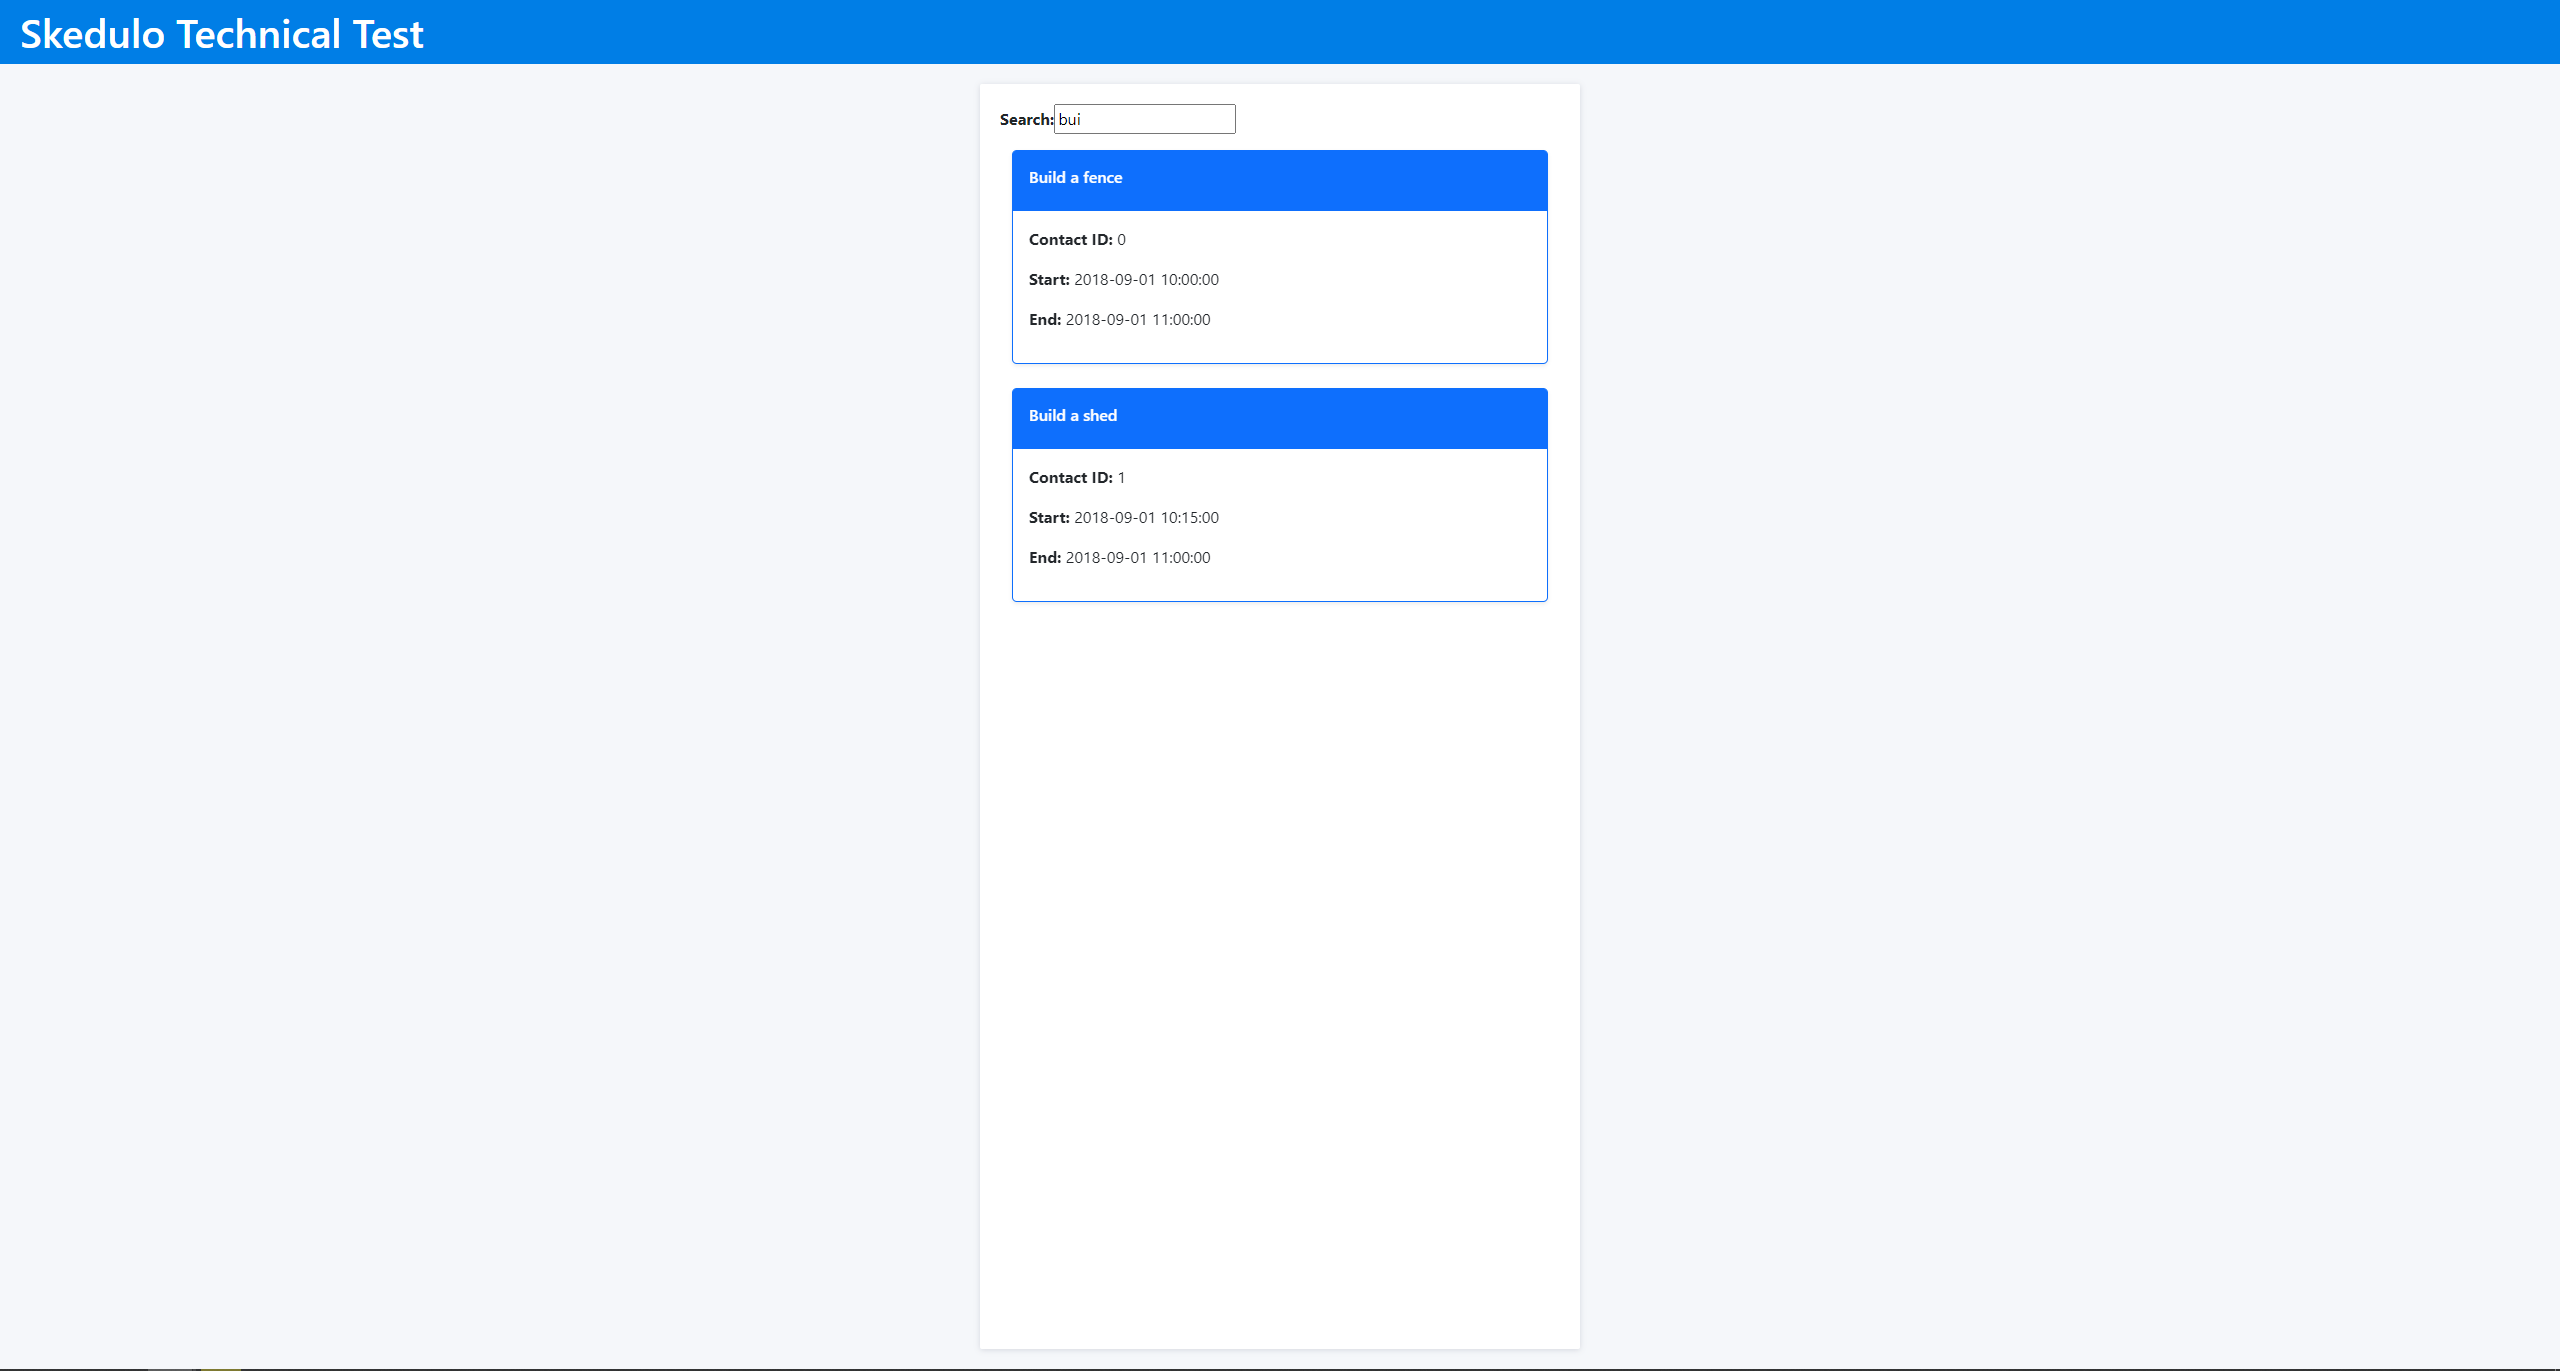 Skedulo Technical Test
Search: bui
Build a fence
Contact ID: 0
Start: 2018-09-01 10:00:00
End: 2018-09-01 11:00:00
Build a shed
Contact ID: 1
Start: 2018-09-01 10:15:00
End: 2018-09-01 11:00:00